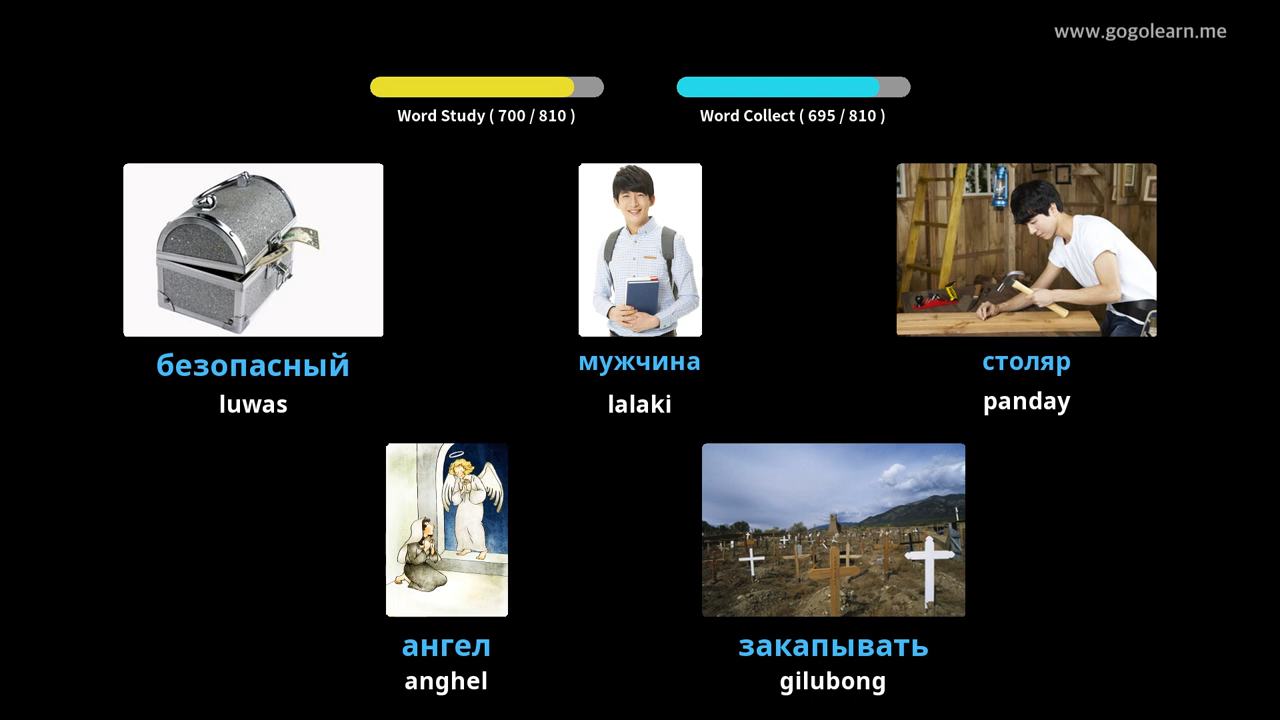 www.gogolearn.me
Word Study ( 700 / 810 )
Word Collect ( 695 / 810 )
безопасный
luwas
мужчина
lalaki
столяр
panday
ангел
anghel
закапывать
gilubong